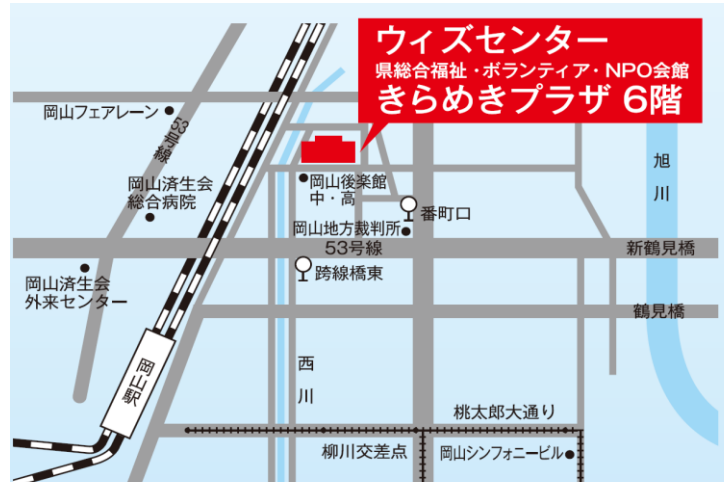 ウィズセンター
県総合福祉・ボランティア・NPO会館
きらめきプラザ 6階
岡山フェアレーン
53号線
旭川
岡山済生会
総合病院
岡山後楽館
中・高
番町口
岡山地方裁判所
53号線
新鶴見橋
岡山済生会
外来センター
跨線橋東
鶴見橋
岡山駅
西川
桃太郎大通り
柳川交差点
岡山シンフォニービル